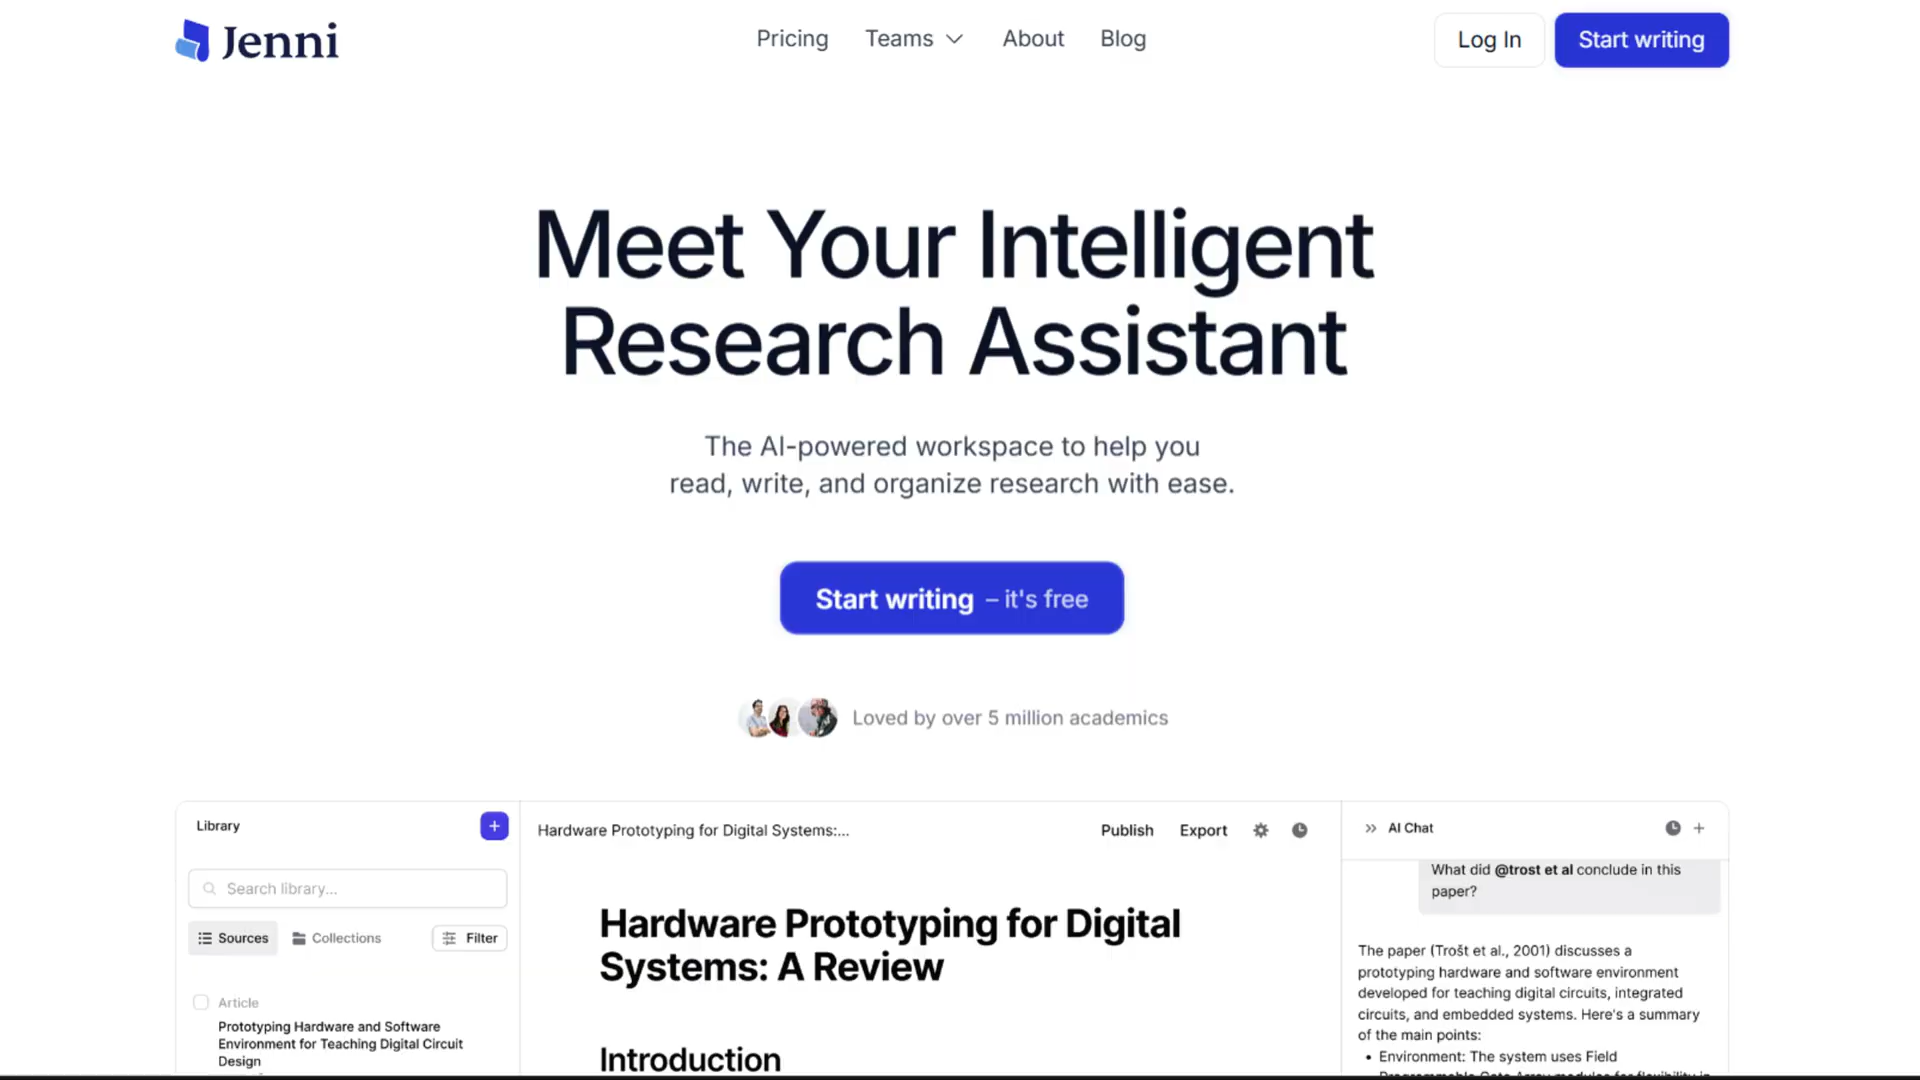 Jenni
Pricing
Teams
About
Blog
Log In
Start writing
Meet Your Intelligent
Research Assistant
The AI-powered workspace to help you
read, write, and organize research with ease.
Start writing – it's free
Loved by over 5 million academics
Library
Search library...
Sources
Collections
Filter
Article
Prototyping Hardware and Software
Environment for Teaching Digital Circuit
Design
Hardware Prototyping for Digital Systems:...
Publish
Export
Hardware Prototyping for Digital
Systems: A Review
Introduction
AI Chat
What did @trost et al conclude in this
paper?
The paper (Trošt et al., 2001) discusses a
prototyping hardware and software environment
developed for teaching digital circuits, integrated
circuits, and embedded systems. Here's a summary
of the main points:
• Environment: The system uses Field